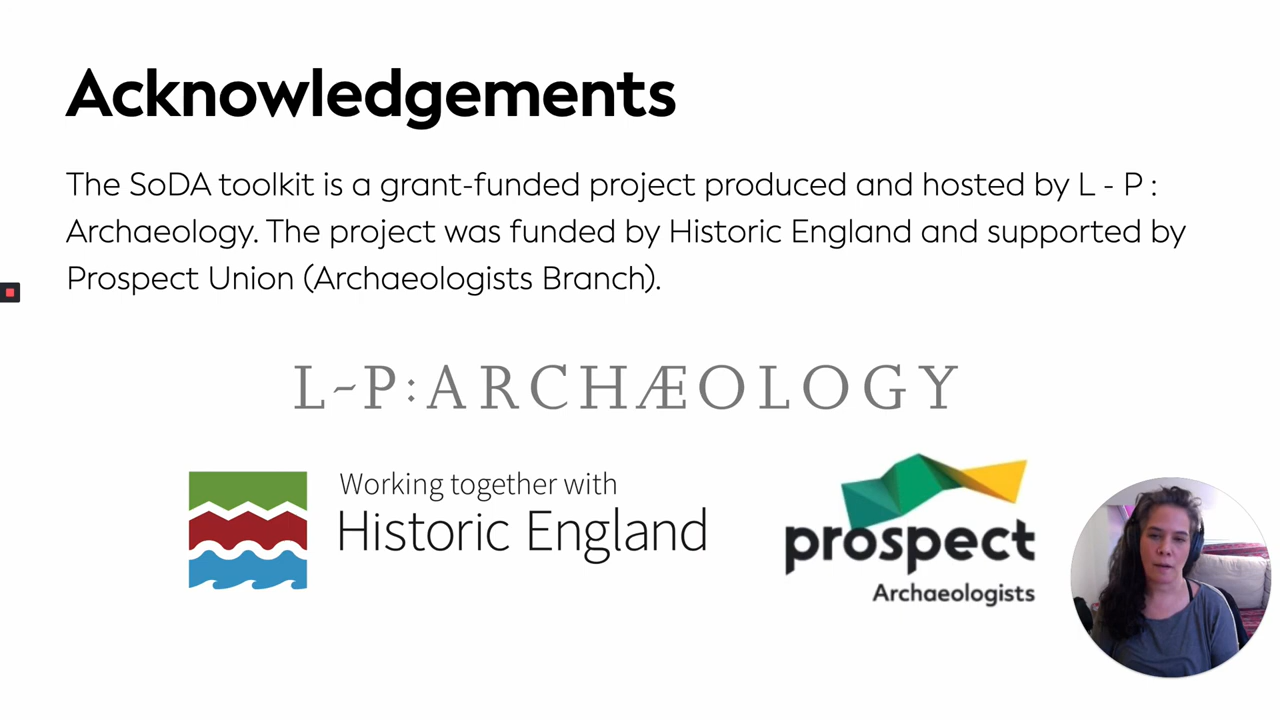 Acknowledgements
The SoDA toolkit is a grant-funded project produced and hosted by L - P :
Archaeology. The project was funded by Historic England and supported by
Prospect Union (Archaeologists Branch).
L~P:ARCHÆOLOGY
Working together with
Historic England
prospect
Archaeologists